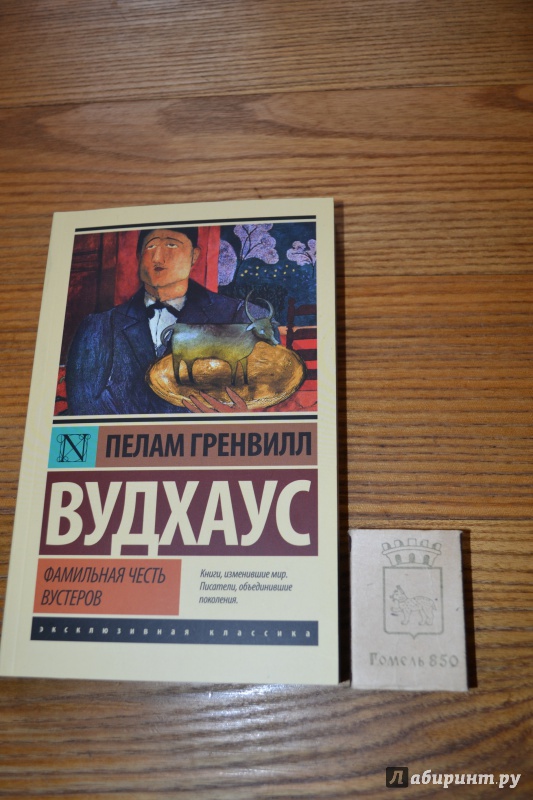 N
ПЕЛАМ ГРЕНВИЛЛ
ВУДХАУС
ФАМИЛЬНАЯ ЧЕСТЬ
ВУСТЕРОВ
Книги, изменившие мир.
Писатели, объединившие
поколения.
эксклюзивная классика
Гомель 850
Лабиринт.ру